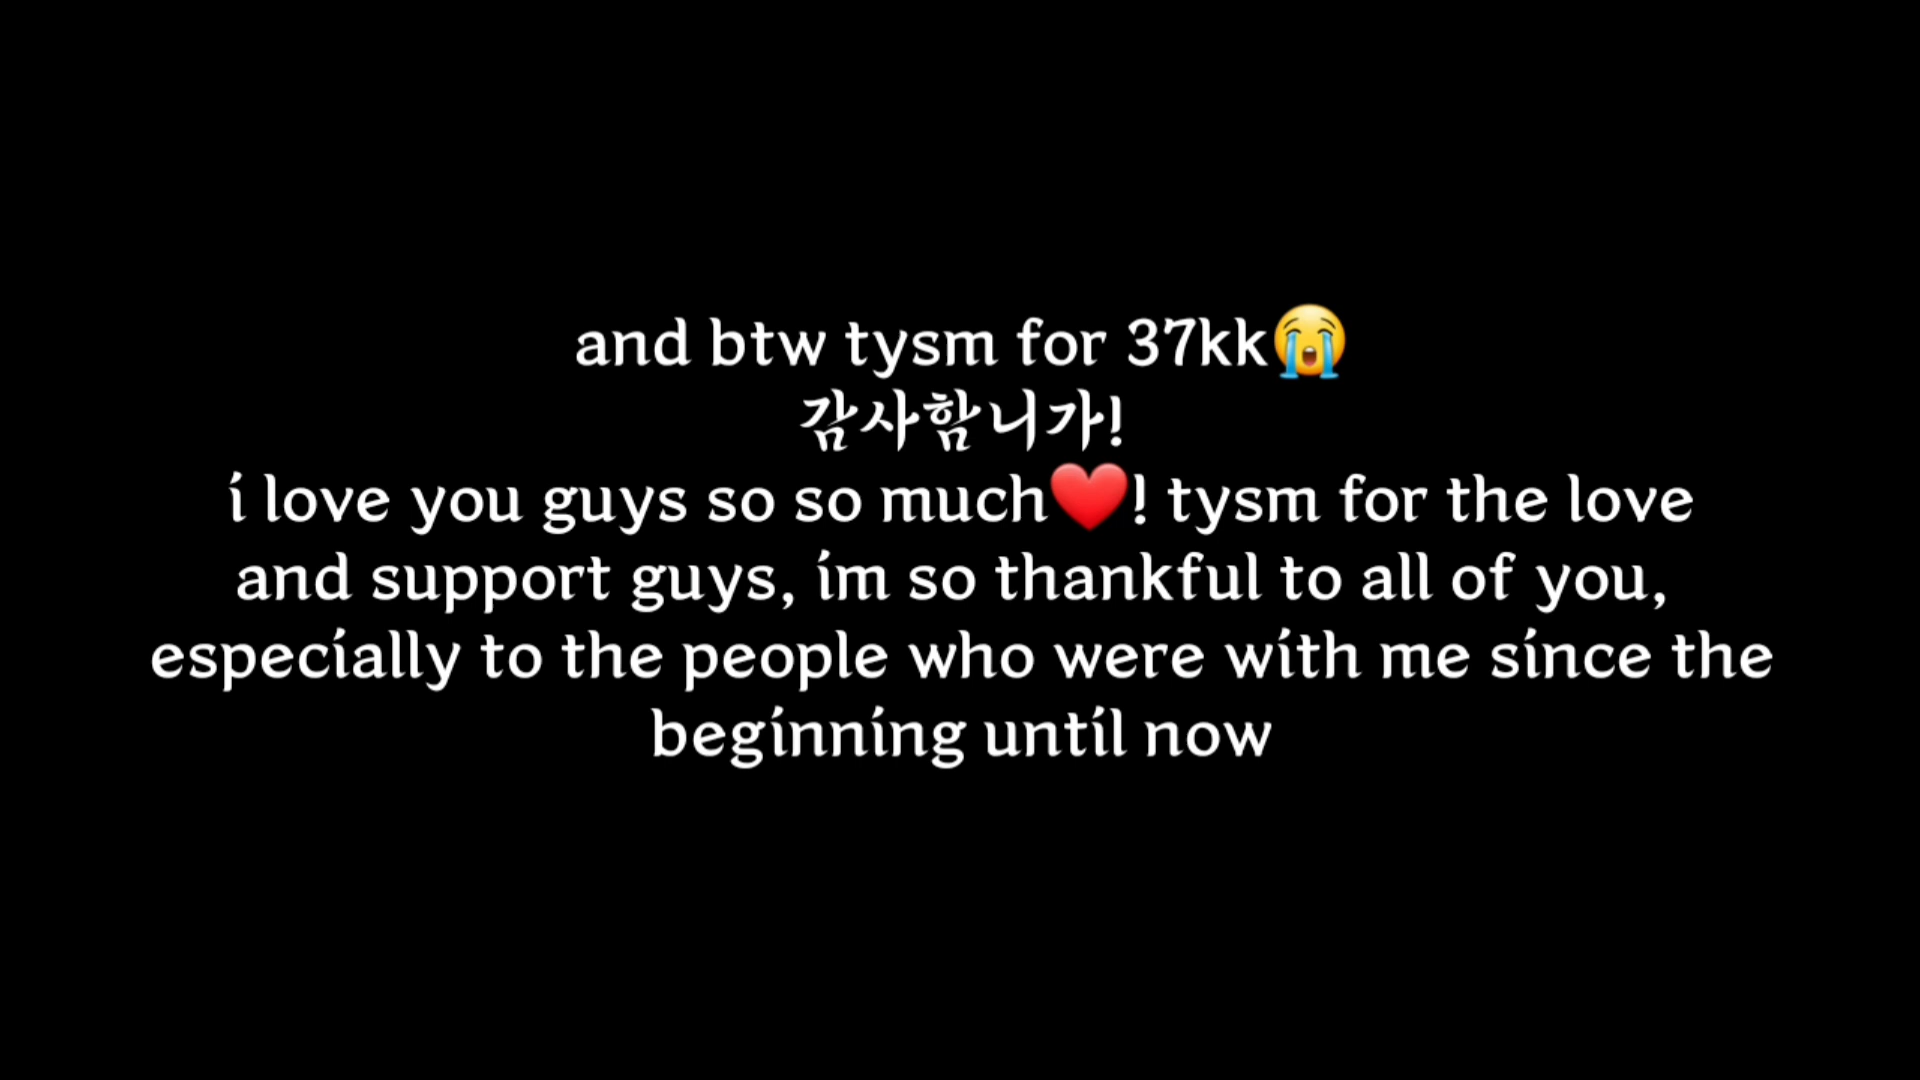 and btw tysm for 37kk😭
감사함니가!
i love you guys so so much❤️! tysm for the love
and support guys, im so thankful to all of you,
especially to the people who were with me since the
beginning until now